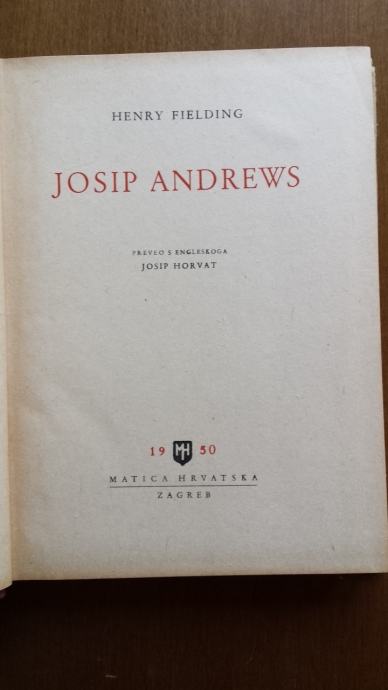 HENRY FIELDING
JOSIP ANDREWS
PREVEO S ENGLESKOGA
JOSIP HORVAT
19 MH 50
MATICA HRVATSKA
ZAGREB